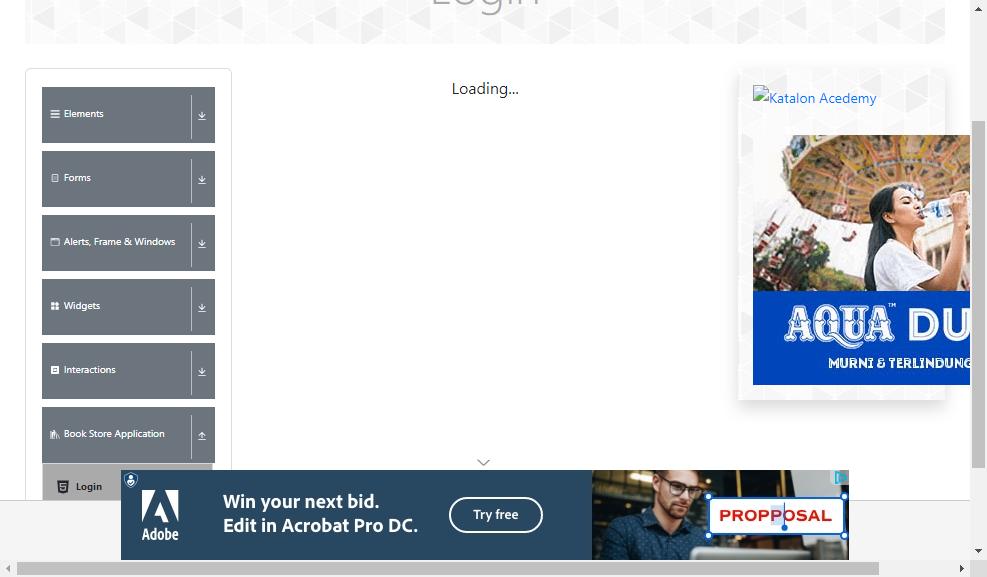 Login
Elements
Forms
Alerts, Frame & Windows
Widgets
Interactions
Book Store Application
Login
Loading...
Katalon Acedemy
AQUA™ DU
MURNI & TERLINDUNG
Adobe
Win your next bid.
Edit in Acrobat Pro DC.
Try free
PROPPOSAL